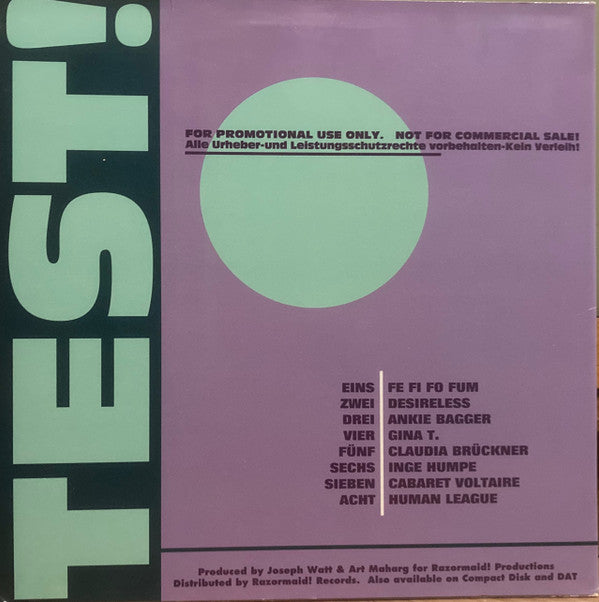 TEST!
FOR PROMOTIONAL USE ONLY. NOT FOR COMMERCIAL SALE!
Alle Urheber-und Leistungsschutzrechte vorbehalten-Kein Verleih!
EINS FE FI FO FUM
ZWEI DESIRELESS
DREI ANKIE BAGGER
VIER GINA T.
FÜNF CLAUDIA BRÜCKNER
SECHS INGE HUMPE
SIEBEN CABARET VOLTAIRE
ACHT HUMAN LEAGUE
Produced by Joseph Watt & Art Maharg for Razormaid! Productions
Distributed by Razormaid! Records. Also available on Compact Disk and DAT